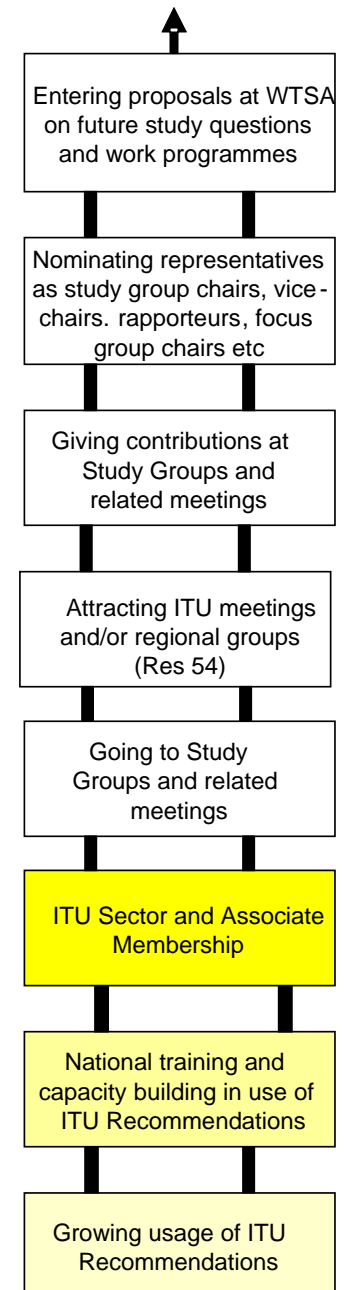 Entering proposals at WTSA
on future study questions
and work programmes
Nominating representatives
as study group chairs, vice-
chairs. rapporteurs, focus
group chairs etc
Giving contributions at
Study Groups and
related meetings
Attracting ITU meetings
and/or regional groups
(Res 54)
Going to Study
Groups and related
meetings
ITU Sector and Associate
Membership
National training and
capacity building in use of
ITU Recommendations
Growing usage of ITU
Recommendations